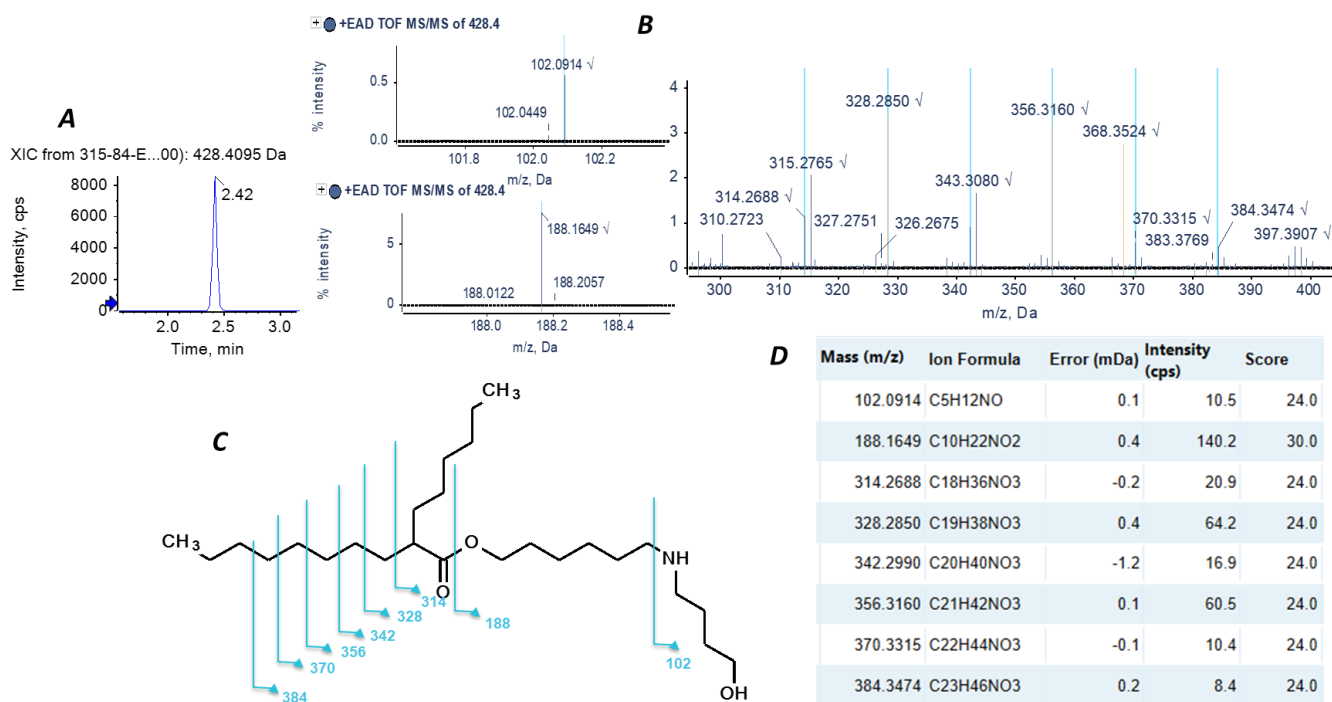 A
XIC from 315-84-E...00): 428.4095 Da
Intensity, cps
8000
6000
4000
2000
0
2.42
2.0
2.5
3.0
Time, min
+EAD TOF MS/MS of 428.4
% intensity
0.5
0.0
102.0914 √
102.0449
101.8
102.0
102.2
m/z, Da
+EAD TOF MS/MS of 428.4
% intensity
5
0
188.1649 √
188.0122
188.2057
188.0
188.2
188.4
m/z, Da
B
% intensity
4
3
2
1
0
328.2850 √
356.3160 √
368.3524 √
315.2765 √
314.2688 √
343.3080 √
310.2723
327.2751
326.2675
370.3315 √
384.3474 √
383.3769
397.3907 √
300
310
320
330
340
350
360
370
380
390
400
m/z, Da
C
CH3
CH3
O
O
NH
OH
314
328
342
356
370
384
188
102
D
Mass (m/z) Ion Formula Error (mDa) Intensity (cps) Score
102.0914 C5H12NO 0.1 10.5 24.0
188.1649 C10H22NO2 0.4 140.2 30.0
314.2688 C18H36NO3 -0.2 20.9 24.0
328.2850 C19H38NO3 0.4 64.2 24.0
342.2990 C20H40NO3 -1.2 16.9 24.0
356.3160 C21H42NO3 0.1 60.5 24.0
370.3315 C22H44NO3 -0.1 10.4 24.0
384.3474 C23H46NO3 0.2 8.4 24.0